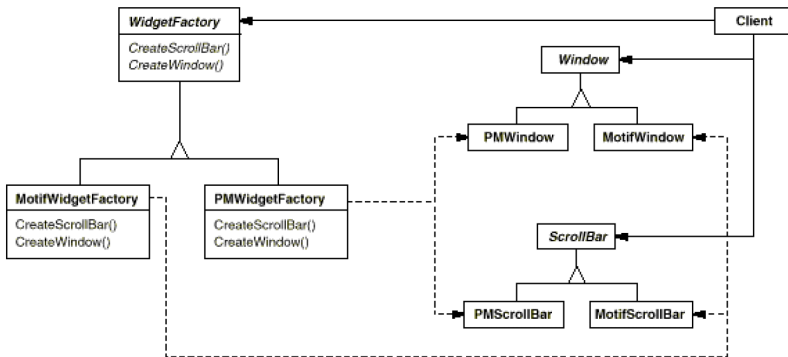 WidgetFactory
CreateScrollBar()
CreateWindow()
Client
Window
PMWindow
MotifWindow
MotifWidgetFactory
CreateScrollBar()
CreateWindow()
PMWidgetFactory
CreateScrollBar()
CreateWindow()
ScrollBar
PMScrollBar
MotifScrollBar